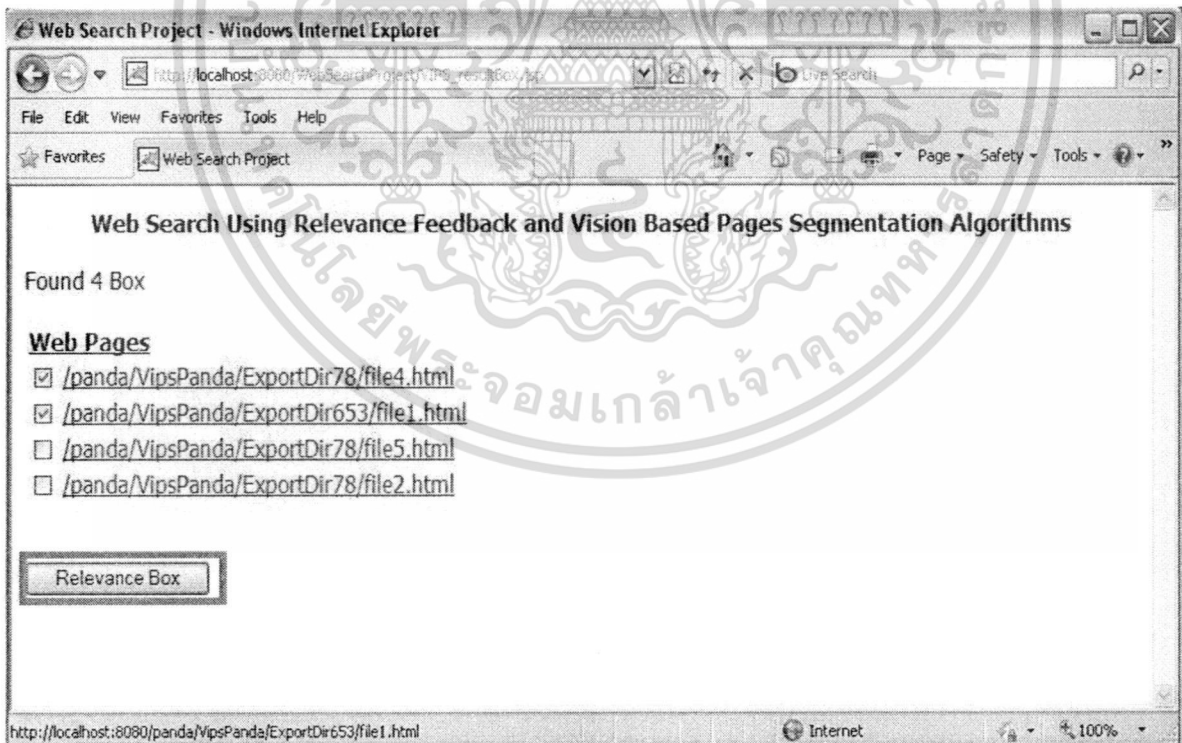 Web Search Project - Windows Internet Explorer
http://localhost:8080/WebSearchProject/VIPS_resultBox.jsp
Live Search
File Edit View Favorites Tools Help
Favorites Web Search Project
Page Safety Tools
Web Search Using Relevance Feedback and Vision Based Pages Segmentation Algorithms
Found 4 Box
Web Pages
/panda/VipsPanda/ExportDir78/file4.html
/panda/VipsPanda/ExportDir653/file1.html
/panda/VipsPanda/ExportDir78/file5.html
/panda/VipsPanda/ExportDir78/file2.html
Relevance Box
http://localhost:8080/panda/VipsPanda/ExportDir653/file1.html
Internet
100%